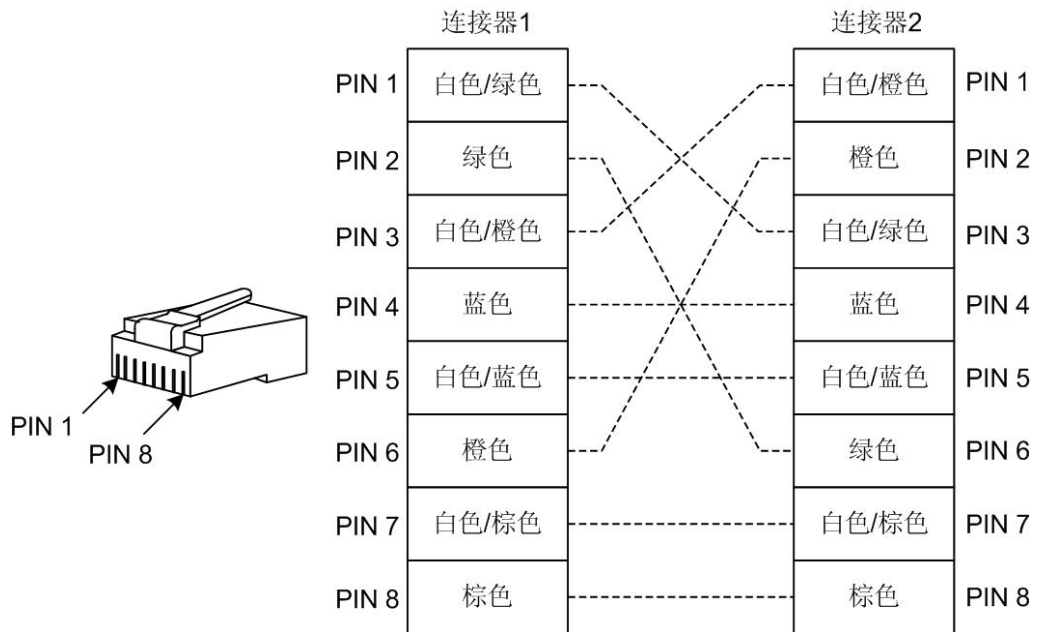 连接器1 连接器2
PIN 1 白色/绿色 白色/橙色 PIN 1
PIN 2 绿色 橙色 PIN 2
PIN 3 白色/橙色 白色/绿色 PIN 3
PIN 4 蓝色 蓝色 PIN 4
PIN 5 白色/蓝色 白色/蓝色 PIN 5
PIN 6 橙色 绿色 PIN 6
PIN 7 白色/棕色 白色/棕色 PIN 7
PIN 8 棕色 棕色 PIN 8
PIN 1
PIN 8